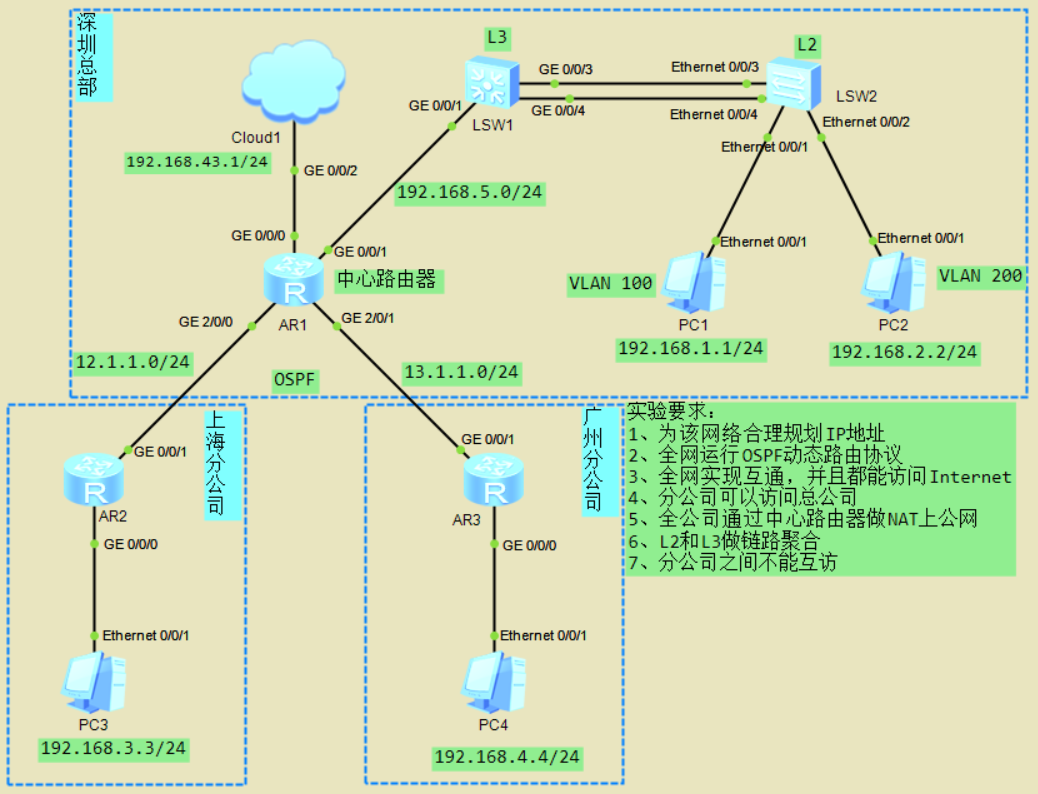 深圳总部
L3
L2
GE 0/0/3
Ethernet 0/0/3
GE 0/0/1
GE 0/0/4
LSW1
Ethernet 0/0/4
LSW2
Ethernet 0/0/2
Ethernet 0/0/1
Cloud1
192.168.43.1/24
GE 0/0/2
192.168.5.0/24
GE 0/0/0
GE 0/0/1
Ethernet 0/0/1
Ethernet 0/0/1
中心路由器
VLAN 100
VLAN 200
GE 2/0/0
AR1
GE 2/0/1
PC1
PC2
192.168.1.1/24
192.168.2.2/24
12.1.1.0/24
OSPF
13.1.1.0/24
上海分公司
GE 0/0/1
AR2
GE 0/0/0
Ethernet 0/0/1
PC3
192.168.3.3/24
广州分公司
GE 0/0/1
AR3
GE 0/0/0
Ethernet 0/0/1
PC4
192.168.4.4/24
实验要求：
1、为该网络合理规划IP地址
2、全网运行OSPF动态路由协议
3、全网实现互通，并且都能访问Internet
4、分公司可以访问总公司
5、全公司通过中心路由器做NAT上公网
6、L2和L3做链路聚合
7、分公司之间不能互访